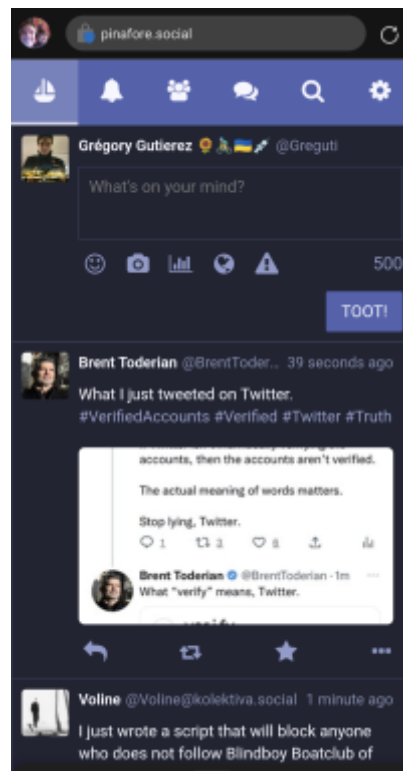 pinafore.social
Grégory Gutierez 🌻🚴🇺🇦💉 @Greguti
What's on your mind?
500
TOOT!
Brent Toderian @BrentToder... 39 seconds ago
What I just tweeted on Twitter.
#VerifiedAccounts #Verified #Twitter #Truth
accounts, then the accounts aren't verified.
The actual meaning of words matters.
Stop lying, Twitter.
1 3 8
Brent Toderian @BrentToderian · 1m
What "verify" means, Twitter.
Voline @Voline@kolektiva.social 1 minute ago
I just wrote a script that will block anyone
who does not follow Blindboy Boatclub of